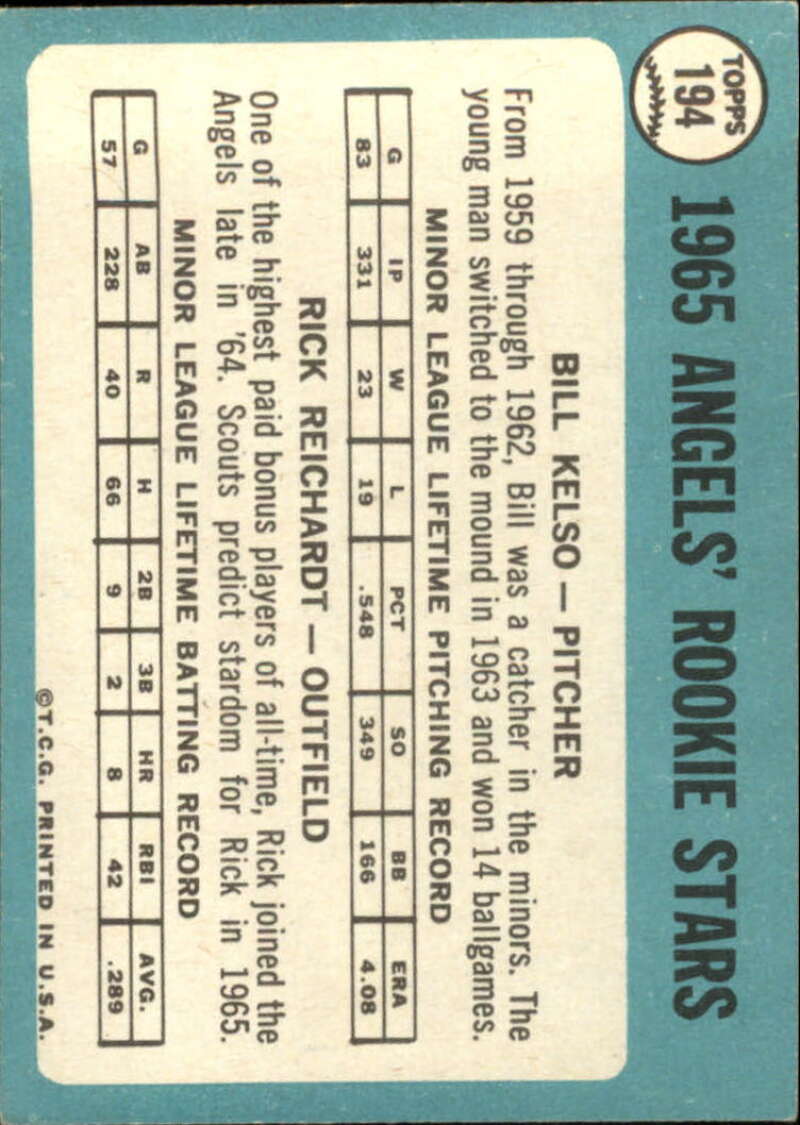 TOPPS
194
1965 ANGELS' ROOKIE STARS
BILL KELSO — PITCHER
From 1959 through 1962, Bill was a catcher in the minors. The
young man switched to the mound in 1963 and won 14 ballgames.
MINOR LEAGUE LIFETIME PITCHING RECORD
G IP W L PCT SO BB ERA
83 331 23 19 .548 349 166 4.08
RICK REICHARDT — OUTFIELD
One of the highest paid bonus players of all-time, Rick joined the
Angels late in '64. Scouts predict stardom for Rick in 1965.
MINOR LEAGUE LIFETIME BATTING RECORD
G AB R H 2B 3B HR RBI AVG.
57 228 40 66 9 2 8 42 .289
©T.C.G. PRINTED IN U.S.A.